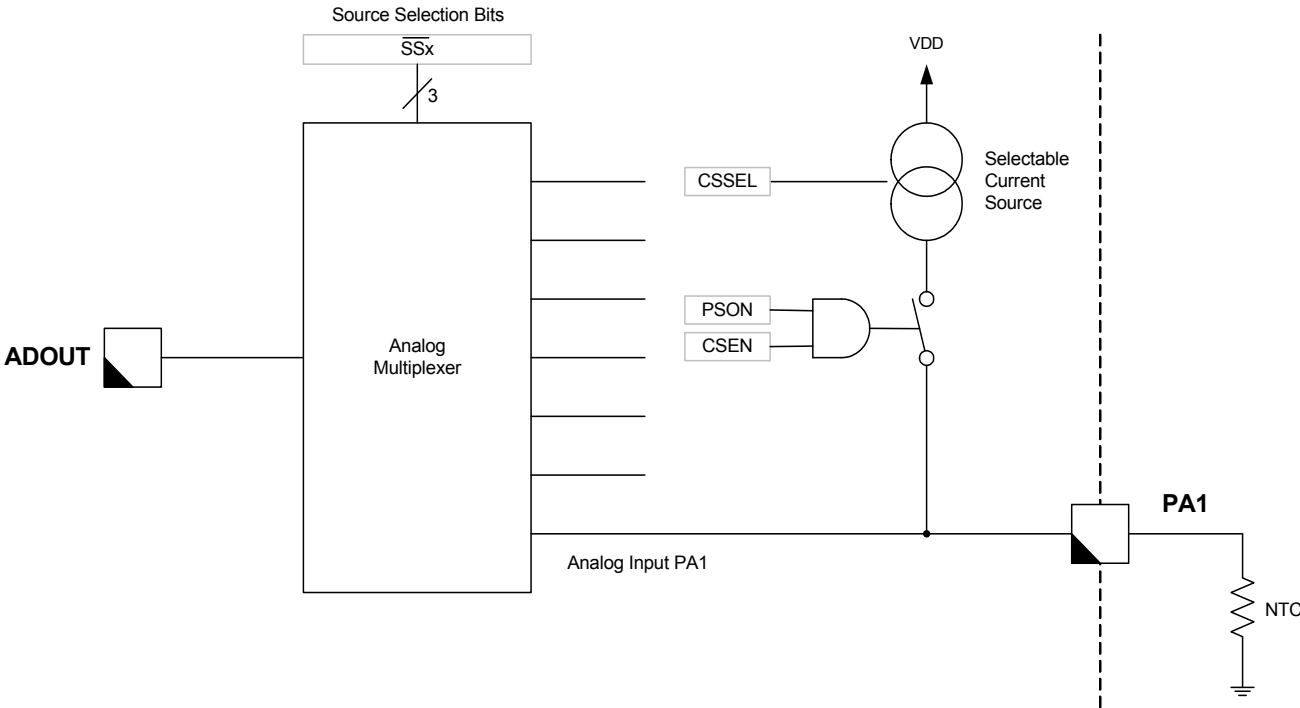 Source Selection Bits
SSx
3
VDD
CSSEL
Selectable
Current
Source
PSON
CSEN
ADOUT
Analog
Multiplexer
PA1
Analog Input PA1
NTC